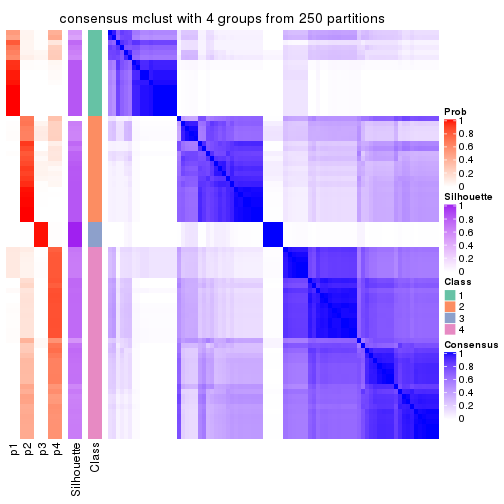 consensus mclust with 4 groups from 250 partitions
Prob
1
0.8
0.6
0.4
0.2
0
Silhouette
1
0.8
0.6
0.4
0.2
0
Class
1
2
3
4
Consensus
1
0.8
0.6
0.4
0.2
0
p1
p2
p3
p4
Silhouette
Class